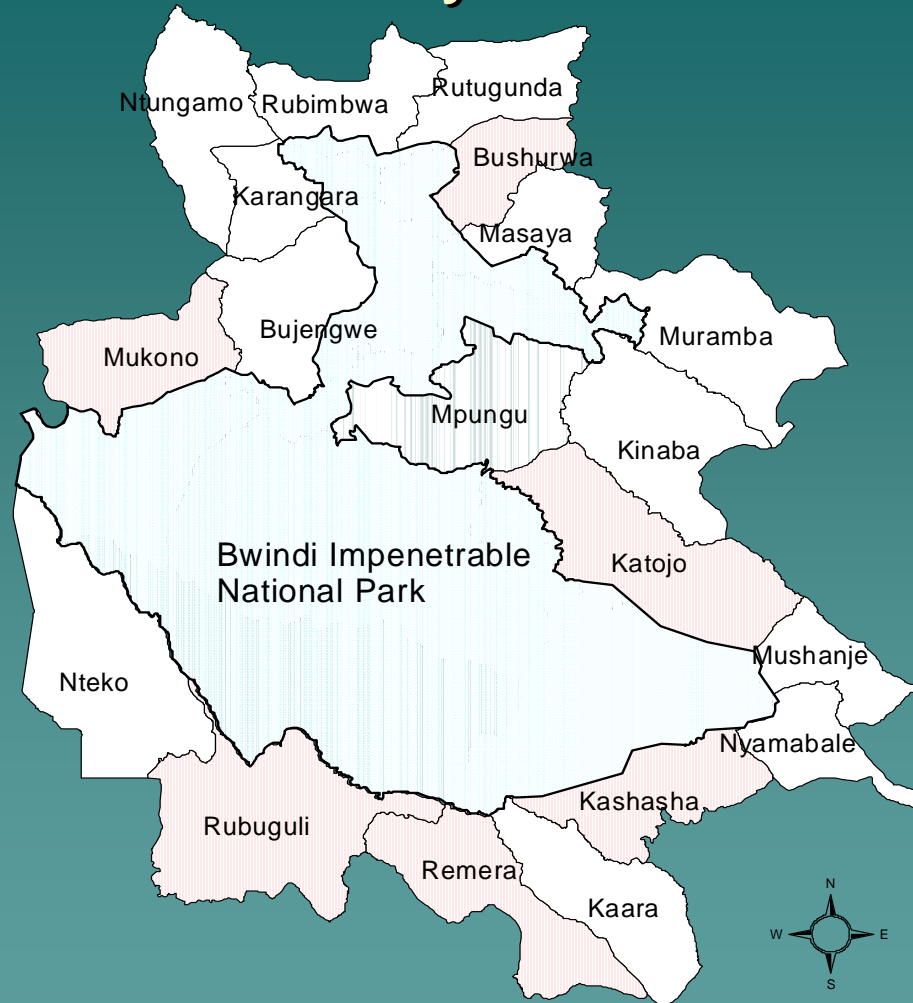 Ntungamo
Rubimbwa
Rutugunda
Bushurwa
Karangara
Masaya
Bujengwe
Muramba
Mukono
Mpungu
Kinaba
Bwindi Impenetrable
National Park
Katojo
Mushanje
Nteko
Nyamabale
Kashasha
Rubuguli
Remera
Kaara
N
W
E
S